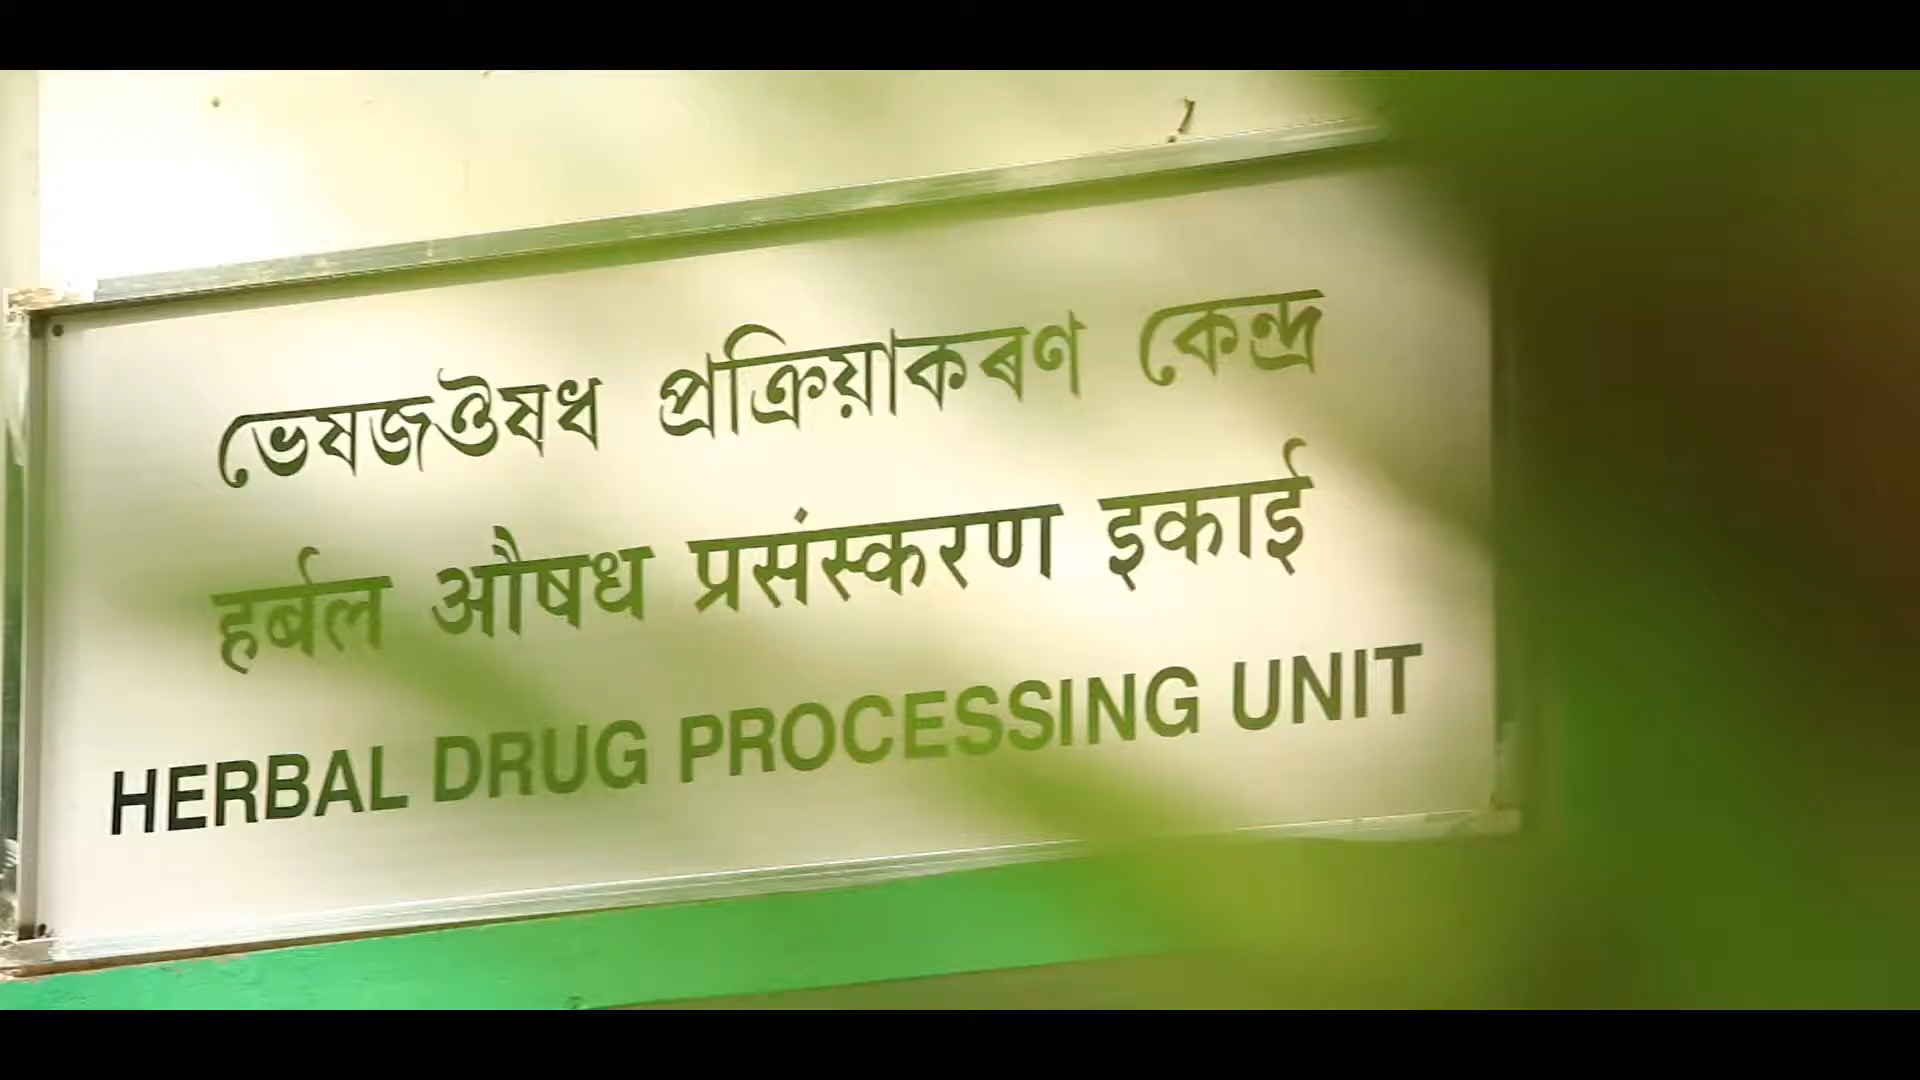 ভেষজঔষধ প্ৰক্ৰিয়াকৰণ কেন্দ্ৰ
हर्बल औषध प्रसंस्करण इकाई
HERBAL DRUG PROCESSING UNIT